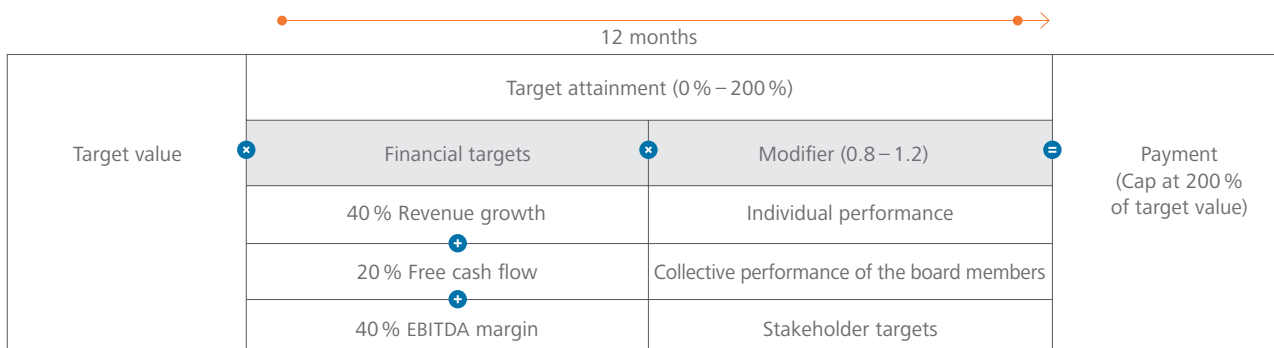 12 months
Target attainment (0 % – 200 %)
Target value
×
Financial targets
×
Modifier (0.8 – 1.2)
=
Payment
(Cap at 200 %
of target value)
40 % Revenue growth
Individual performance
+
20 % Free cash flow
Collective performance of the board members
+
40 % EBITDA margin
Stakeholder targets